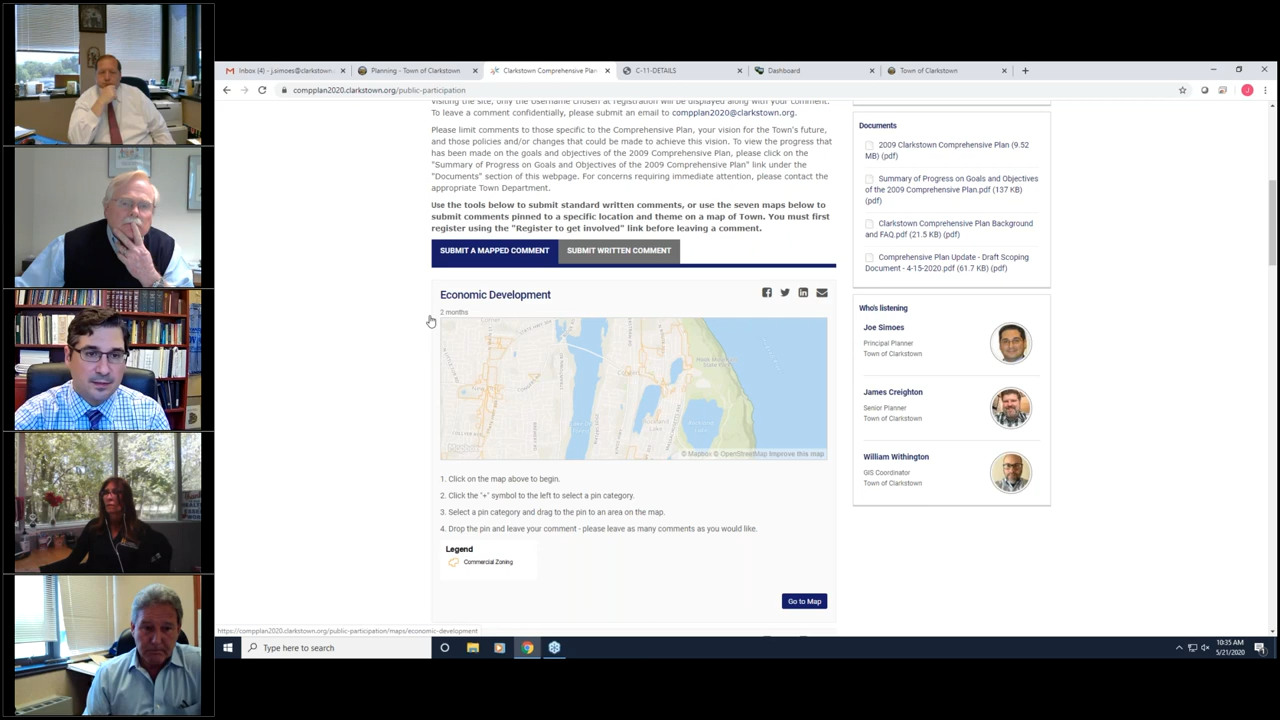 Inbox (4) - j.simoes@clarkstown.
Planning - Town of Clarkstown
Clarkstown Comprehensive Plan
C-11-DETAILS
Dashboard
Town of Clarkstown
compplan2020.clarkstown.org/public-participation
visiting the site, only the Username chosen at registration will be displayed along with your comment.
To leave a comment confidentially, please submit an email to compplan2020@clarkstown.org.
Please limit comments to those specific to the Comprehensive Plan, your vision for the Town's future,
and those policies and/or changes that could be made to achieve this vision. To view the progress
that has been made on the goals and objectives of the 2009 Comprehensive Plan, please click on the
"Summary of Progress on Goals and Objectives of the 2009 Comprehensive Plan" link under the
"Documents" section of this webpage. For concerns requiring immediate attention, please contact the
appropriate Town Department.
Use the tools below to submit standard written comments, or use the seven maps below to
submit comments pinned to a specific location and theme on a map of Town. You must first
register using the "Register to get involved" link before leaving a comment.
SUBMIT A MAPPED COMMENT
SUBMIT WRITTEN COMMENT
Economic Development
2 months
© Mapbox © OpenStreetMap Improve this map
1. Click on the map above to begin.
2. Click the "+" symbol to the left to select a pin category.
3. Select a pin category and drag to the pin to an area on the map.
4. Drop the pin and leave your comment - please leave as many comments as you would like.
Legend
Commercial Zoning
Go to Map
Documents
2009 Clarkstown Comprehensive Plan (9.52
MB) (pdf)
Summary of Progress on Goals and Objectives
of the 2009 Comprehensive Plan.pdf (137 KB)
(pdf)
Clarkstown Comprehensive Plan Background
and FAQ.pdf (21.5 KB) (pdf)
Comprehensive Plan Update - Draft Scoping
Document - 4-15-2020.pdf (61.7 KB) (pdf)
Who's listening
Joe Simoes
Principal Planner
Town of Clarkstown
James Creighton
Senior Planner
Town of Clarkstown
William Withington
GIS Coordinator
Town of Clarkstown
https://compplan2020.clarkstown.org/public-participation/maps/economic-development
Type here to search
10:35 AM
5/21/2020